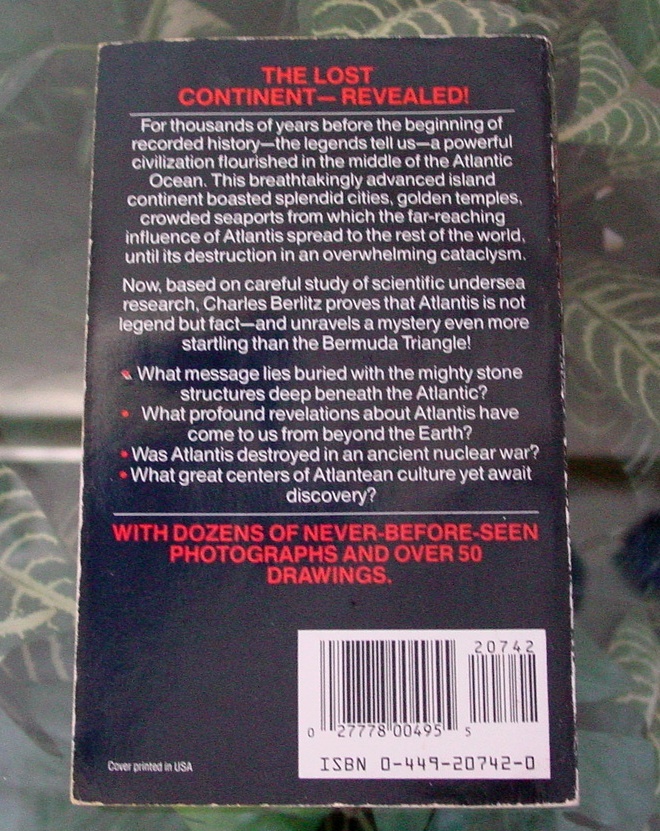 THE LOST
CONTINENT— REVEALED!
For thousands of years before the beginning of
recorded history—the legends tell us—a powerful
civilization flourished in the middle of the Atlantic
Ocean. This breathtakingly advanced island
continent boasted splendid cities, golden temples,
crowded seaports from which the far-reaching
influence of Atlantis spread to the rest of the world,
until its destruction in an overwhelming cataclysm.
Now, based on careful study of scientific undersea
research, Charles Berlitz proves that Atlantis is not
legend but fact—and unravels a mystery even more
startling than the Bermuda Triangle!
• What message lies buried with the mighty stone
structures deep beneath the Atlantic?
• What profound revelations about Atlantis have
come to us from beyond the Earth?
• Was Atlantis destroyed in an ancient nuclear war?
• What great centers of Atlantean culture yet await
discovery?
WITH DOZENS OF NEVER-BEFORE-SEEN
PHOTOGRAPHS AND OVER 50
DRAWINGS.
20742
0 27778 00495 5
ISBN 0-449-20742-0
Cover printed in USA